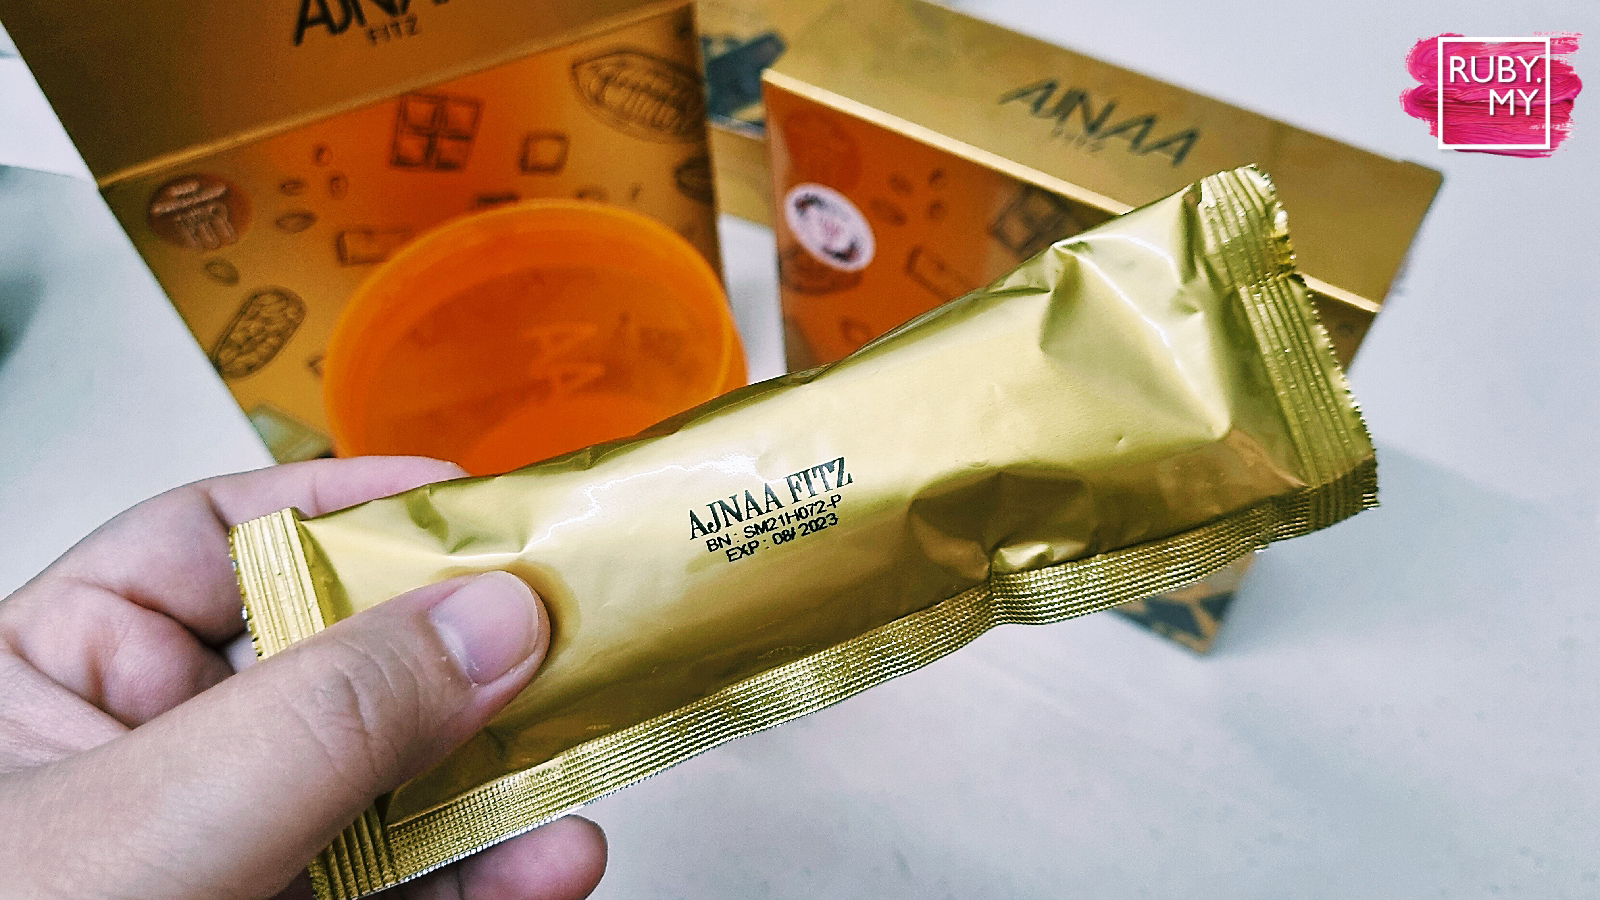 AJNAA
FITZ
AJNAA
FITZ
RUBY.
MY
AJNAA FITZ
BN : SM21H072-P
EXP : 08/ 2023